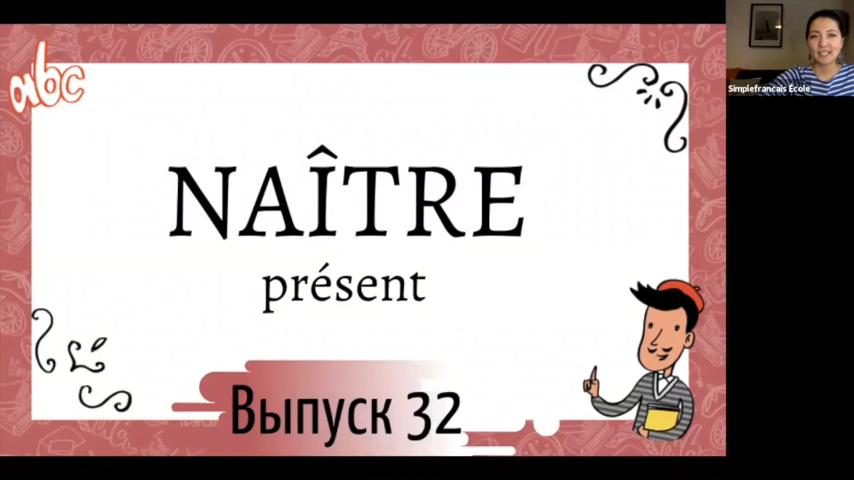 abc
NAÎTRE
présent
Выпуск 32
Simplefrancais École